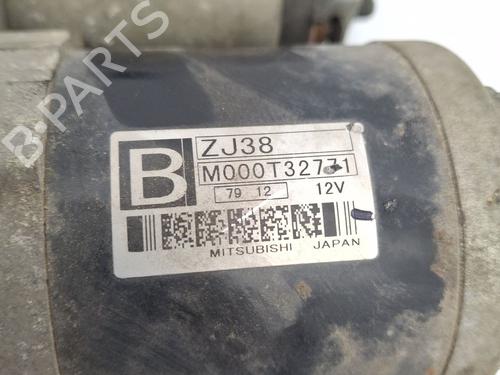 B
ZJ38
M000T32771
79 12
12V
MITSUBISHI JAPAN
B-PARTS